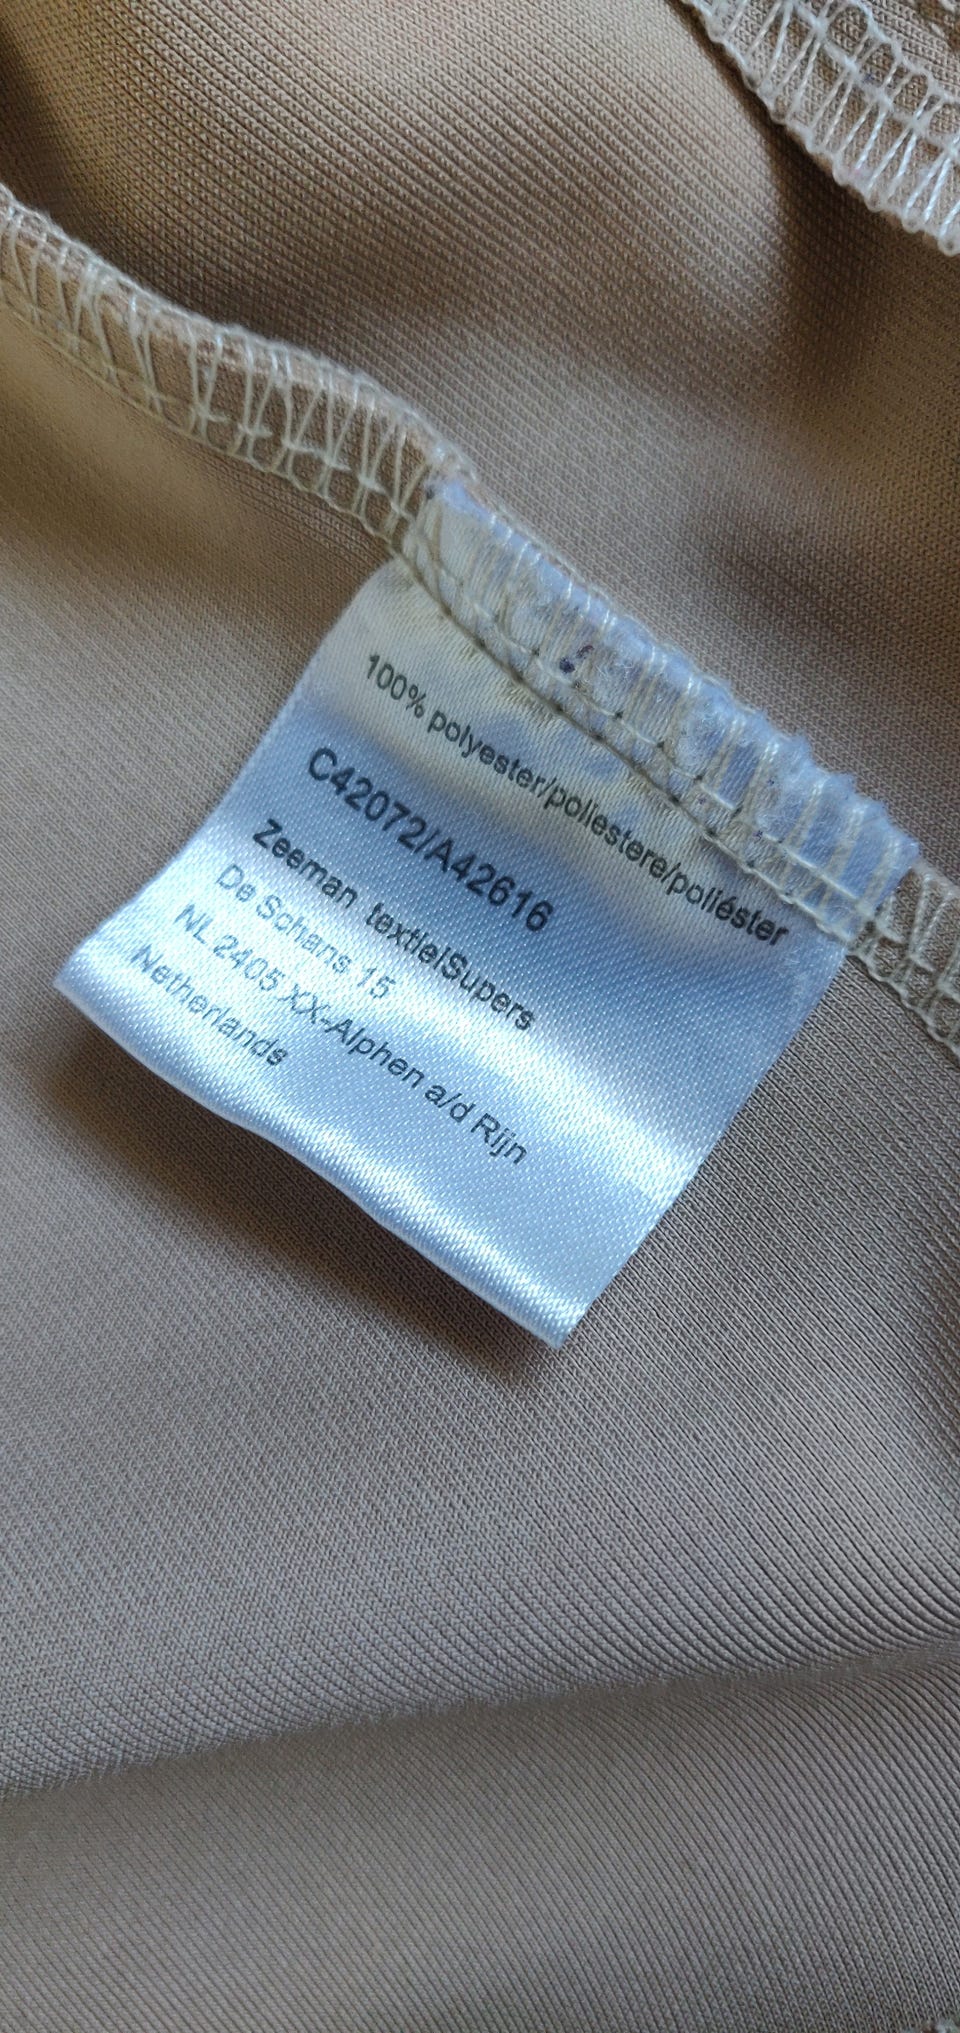 100% polyester/poliestere/poliéster
C42072/A42616
Zeeman textielSupers
De Schans 15
NL 2405 XX-Alphen a/d Rijn
Netherlands